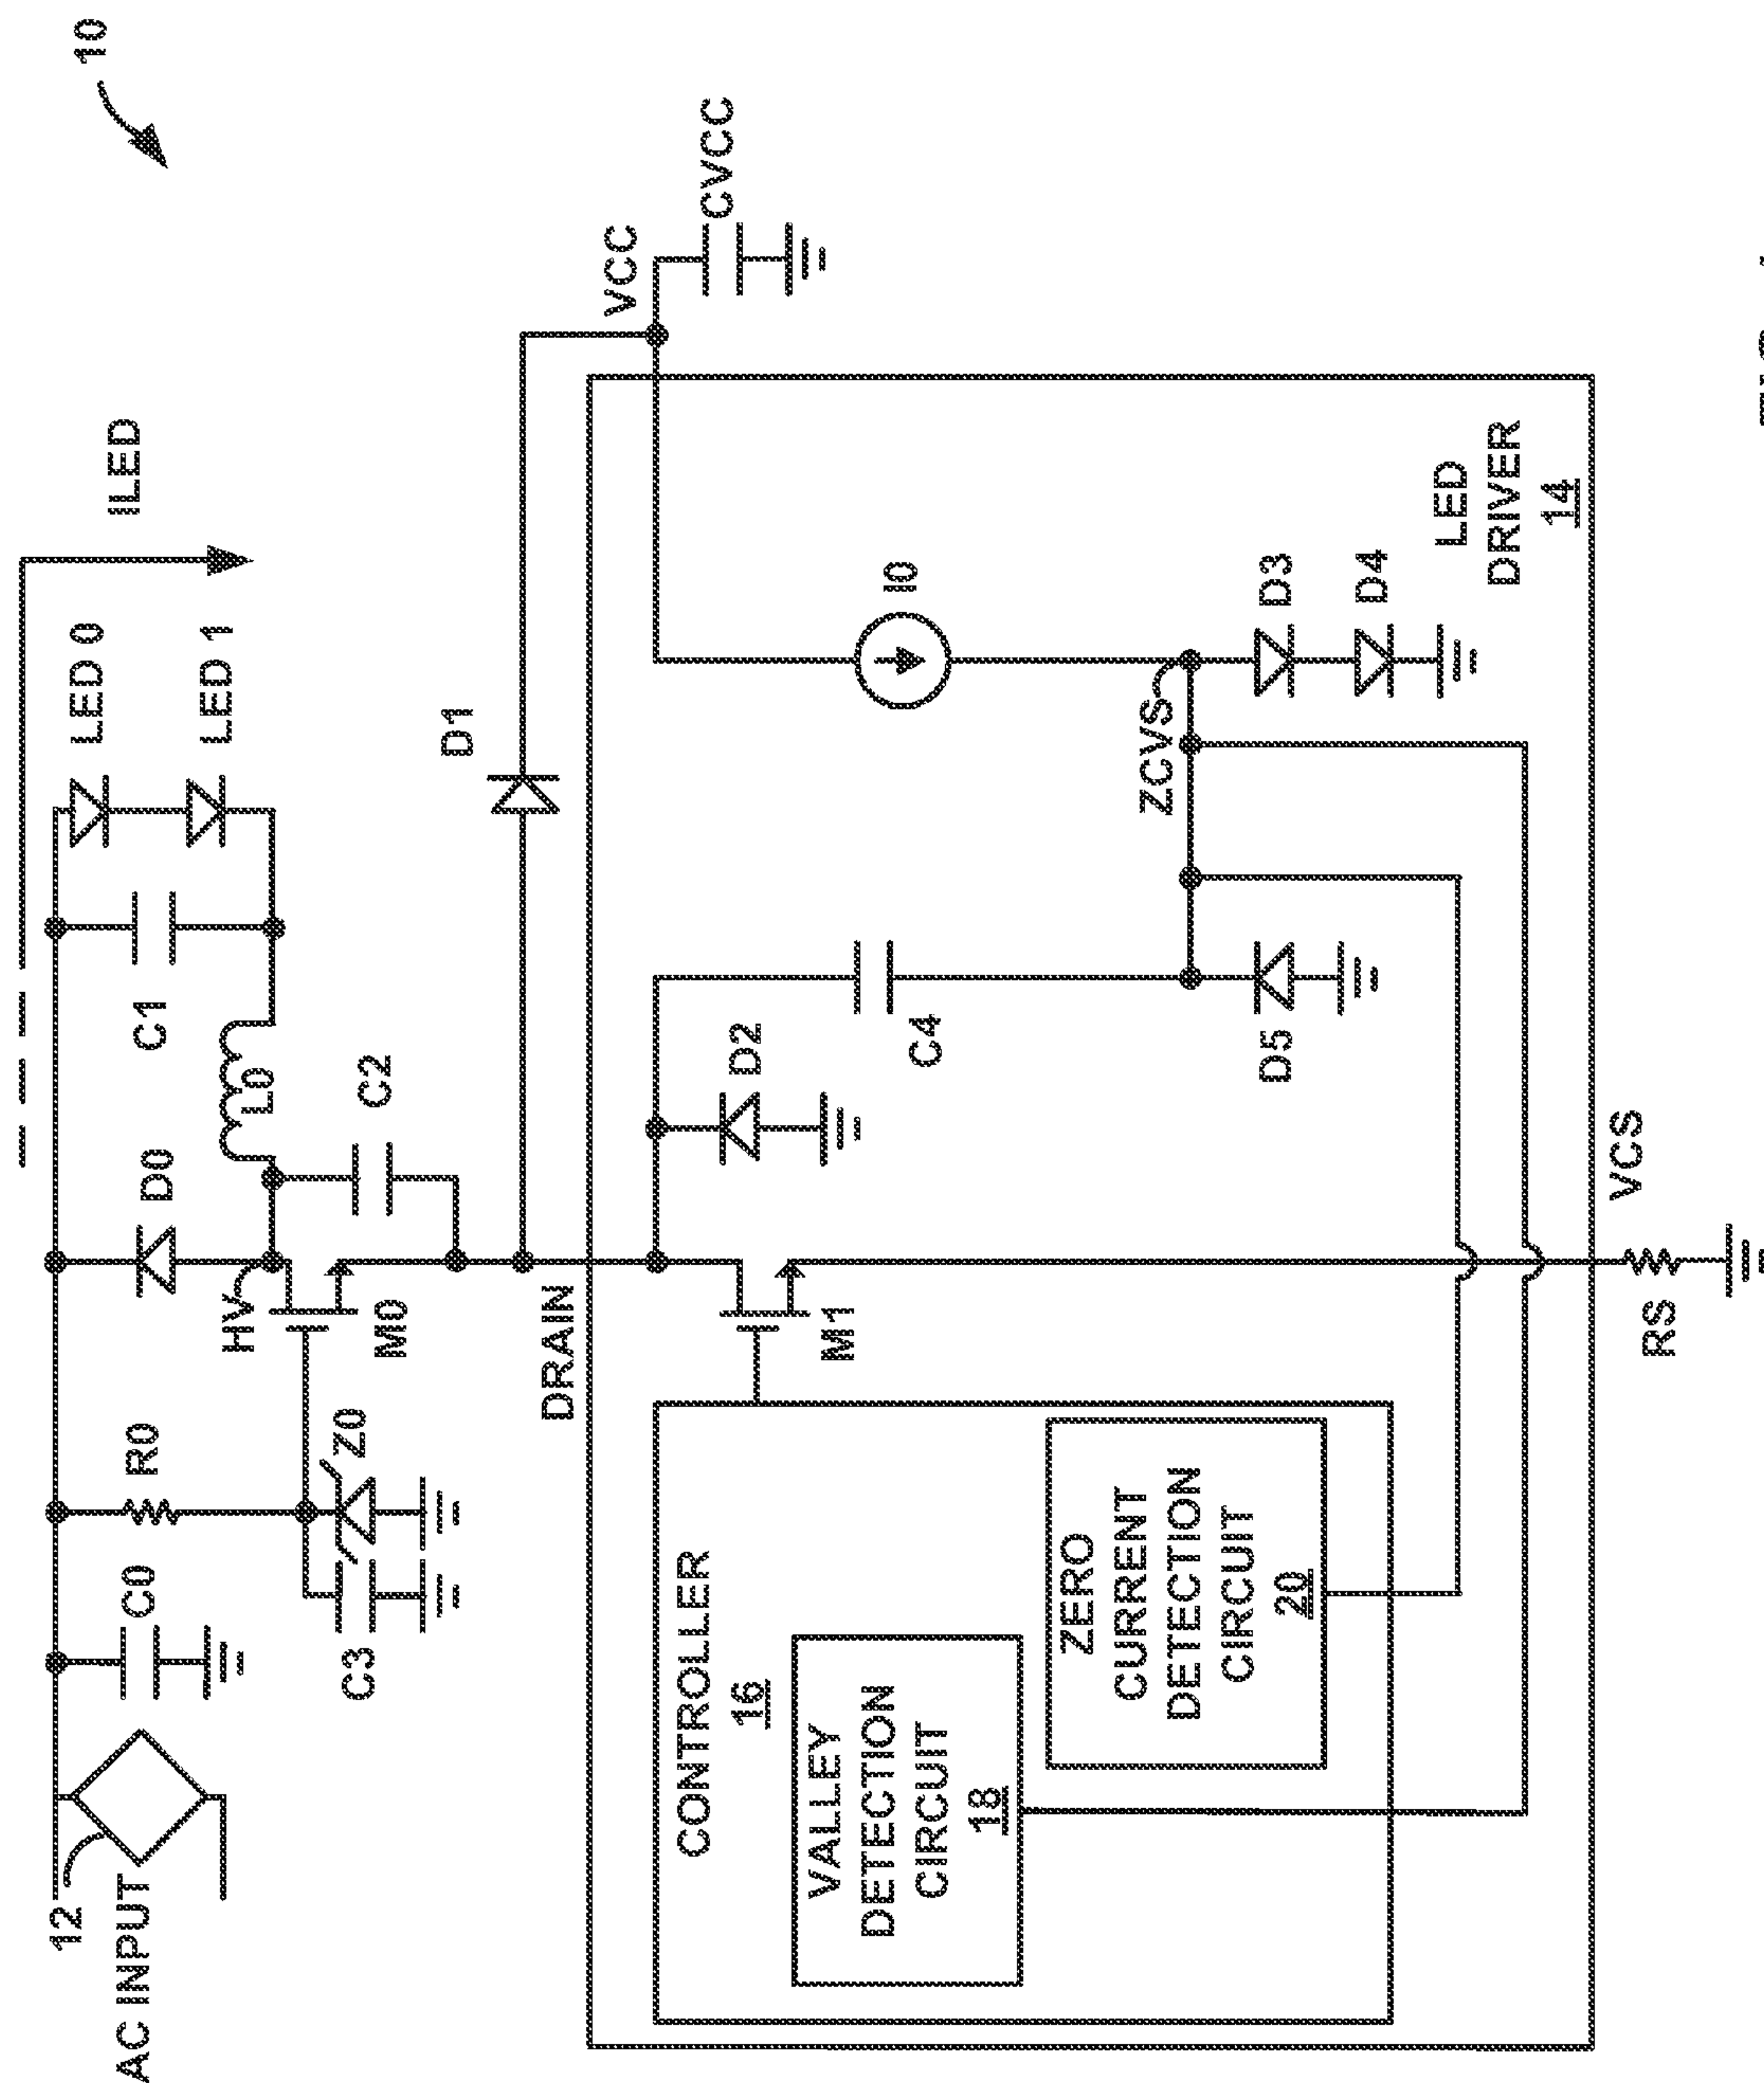 10
ILED
12
AC INPUT
C0
R0
D0
C1
LED 0
LED 1
L0
HV
C3
Z0
M0
C2
D1
VCC
CVCC
DRAIN
CONTROLLER
16
M1
D2
C4
I0
VALLEY
DETECTION
CIRCUIT
18
ZERO
CURRENT
DETECTION
CIRCUIT
20
ZCVS
D5
D3
D4
LED
DRIVER
14
VCS
RS